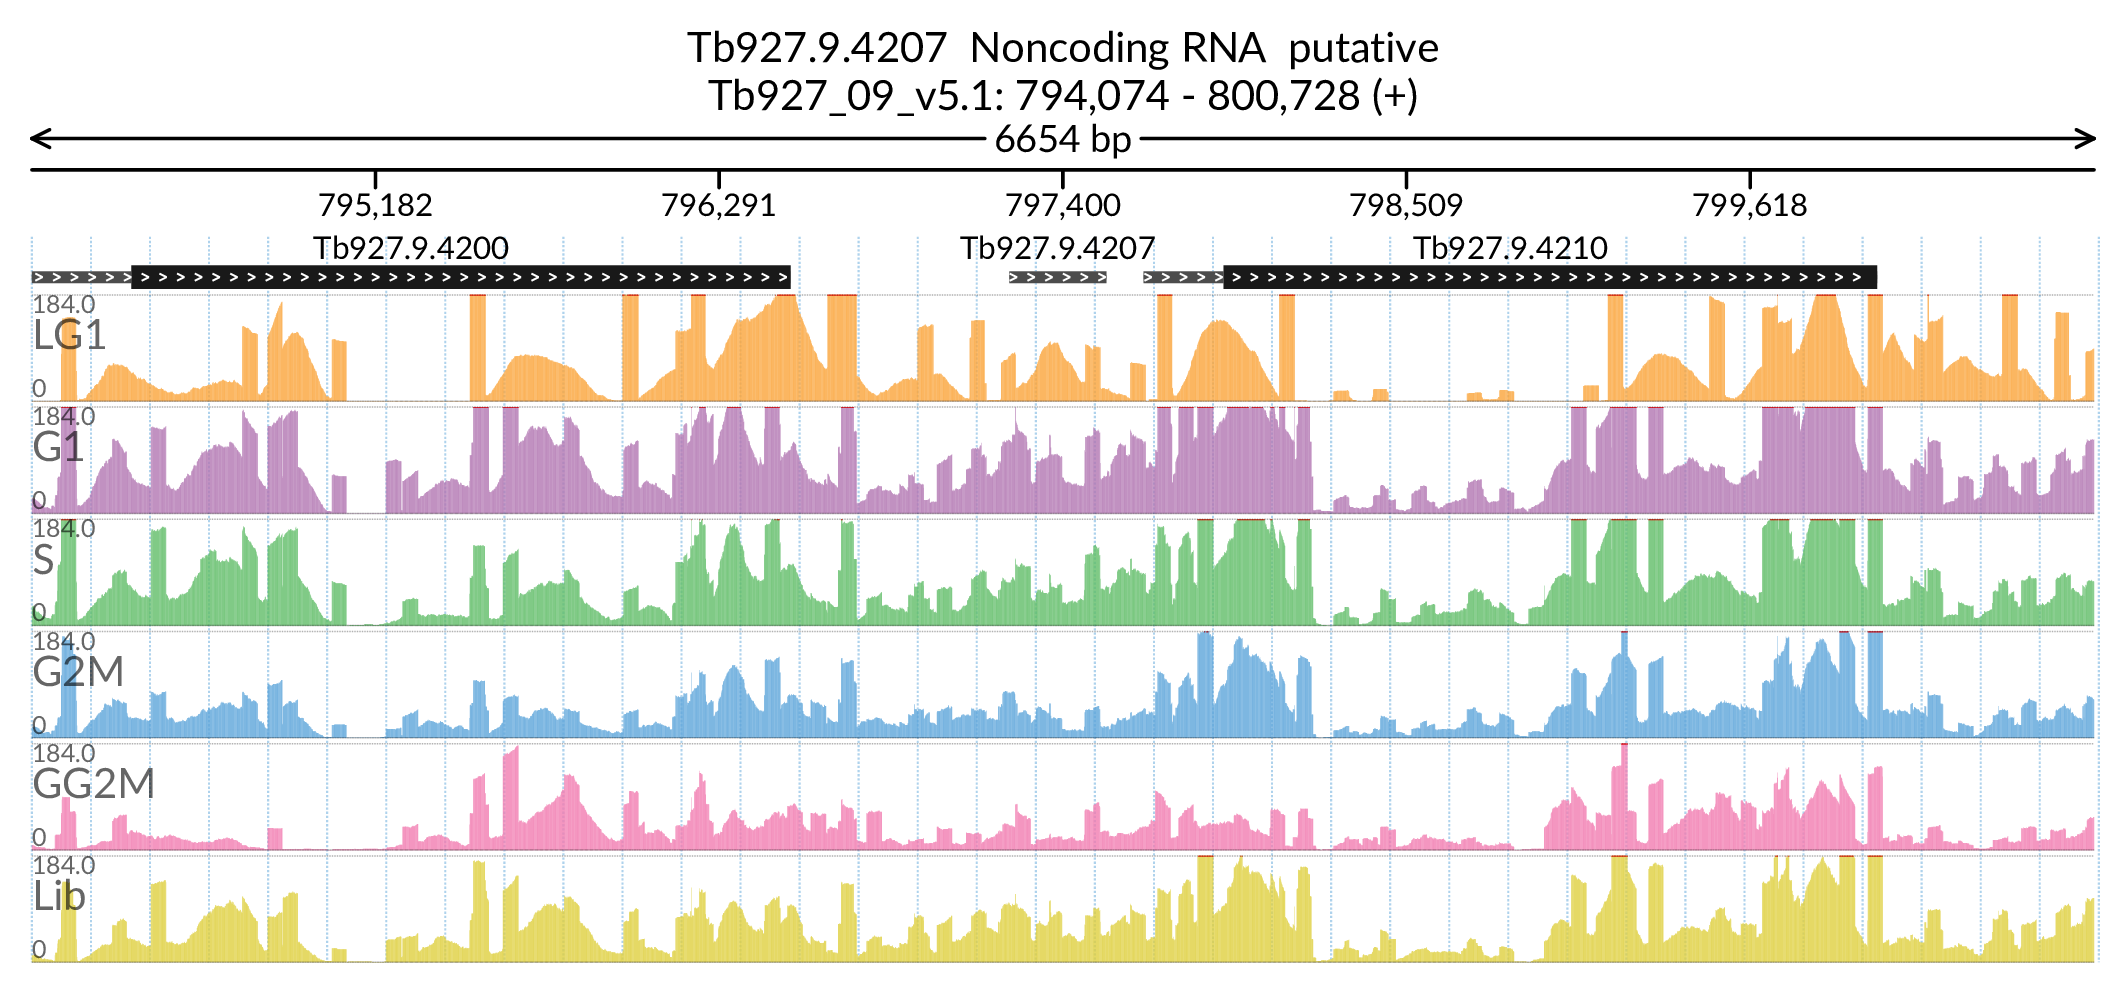 Tb927.9.4207  Noncoding RNA  putative
Tb927_09_v5.1: 794,074 - 800,728 (+)
6654 bp
795,182 796,291 797,400 798,509 799,618
Tb927.9.4200 Tb927.9.4207 Tb927.9.4210
184.0
LG1
0
184.0
G1
0
184.0
S
0
184.0
G2M
0
184.0
GG2M
0
184.0
Lib
0